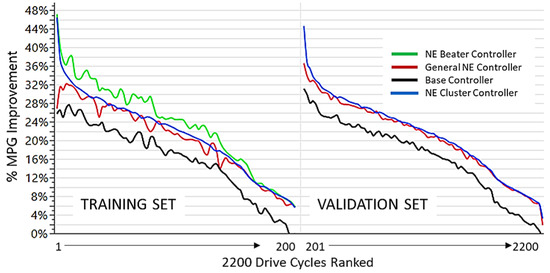 48%
44%
40%
36%
32%
28%
24%
20%
16%
12%
8%
4%
0%
% MPG Improvement
NE Beater Controller
General NE Controller
Base Controller
NE Cluster Controller
TRAINING SET
VALIDATION SET
1
200
201
2200
2200 Drive Cycles Ranked